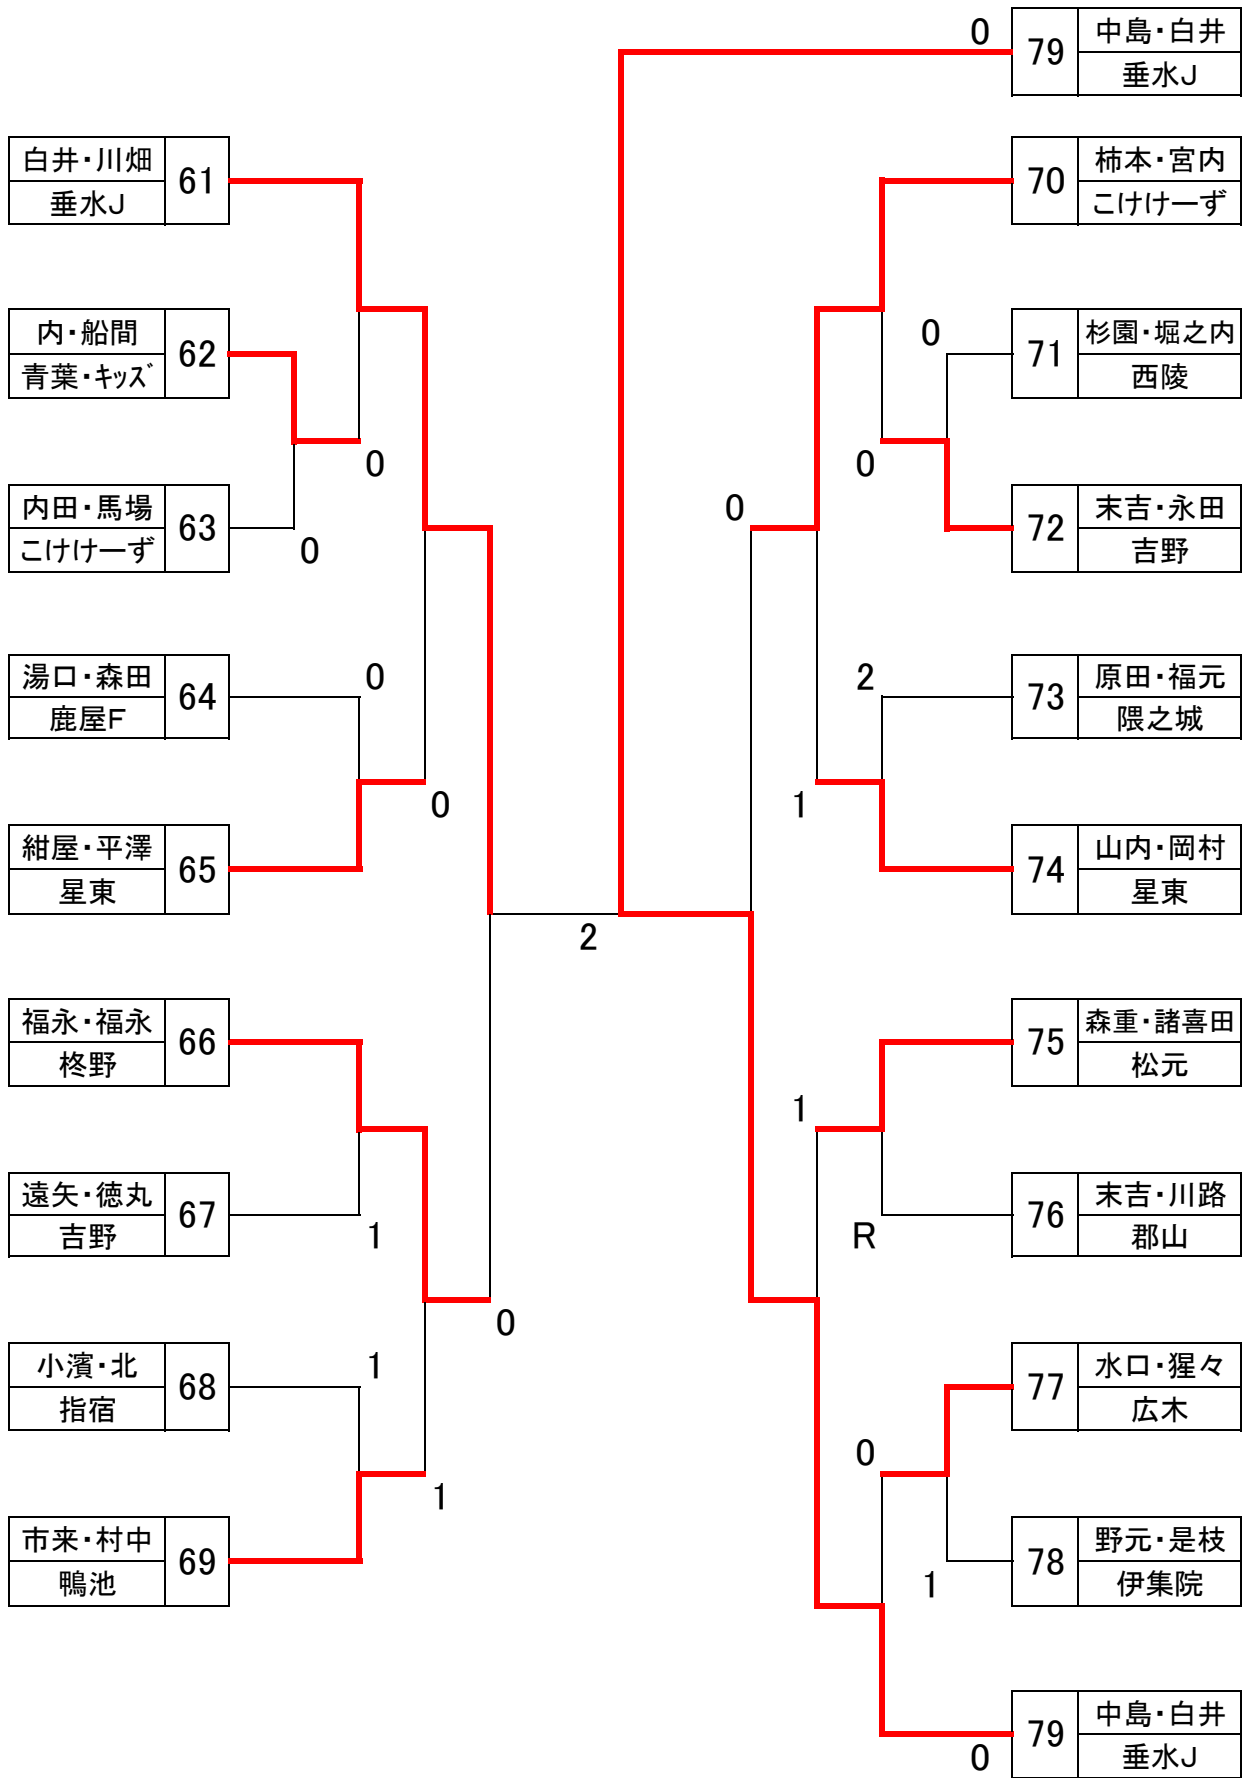 0
79
中島・白井
垂水J
白井・川畑
垂水J
61
70
柿本・宮内
こけけーず
内・船間
青葉・ｷｯｽﾞ
62
0
71
杉園・堀之内
西陵
0
0
内田・馬場
こけけーず
63
0
0
72
末吉・永田
吉野
湯口・森田
鹿屋F
64
0
2
73
原田・福元
隈之城
0
1
紺屋・平澤
星東
65
74
山内・岡村
星東
2
福永・福永
柊野
66
75
森重・諸喜田
松元
1
遠矢・徳丸
吉野
67
1
R
76
末吉・川路
郡山
0
小濱・北
指宿
68
1
77
水口・猩々
広木
0
1
市来・村中
鴨池
69
1
78
野元・是枝
伊集院
0
79
中島・白井
垂水J